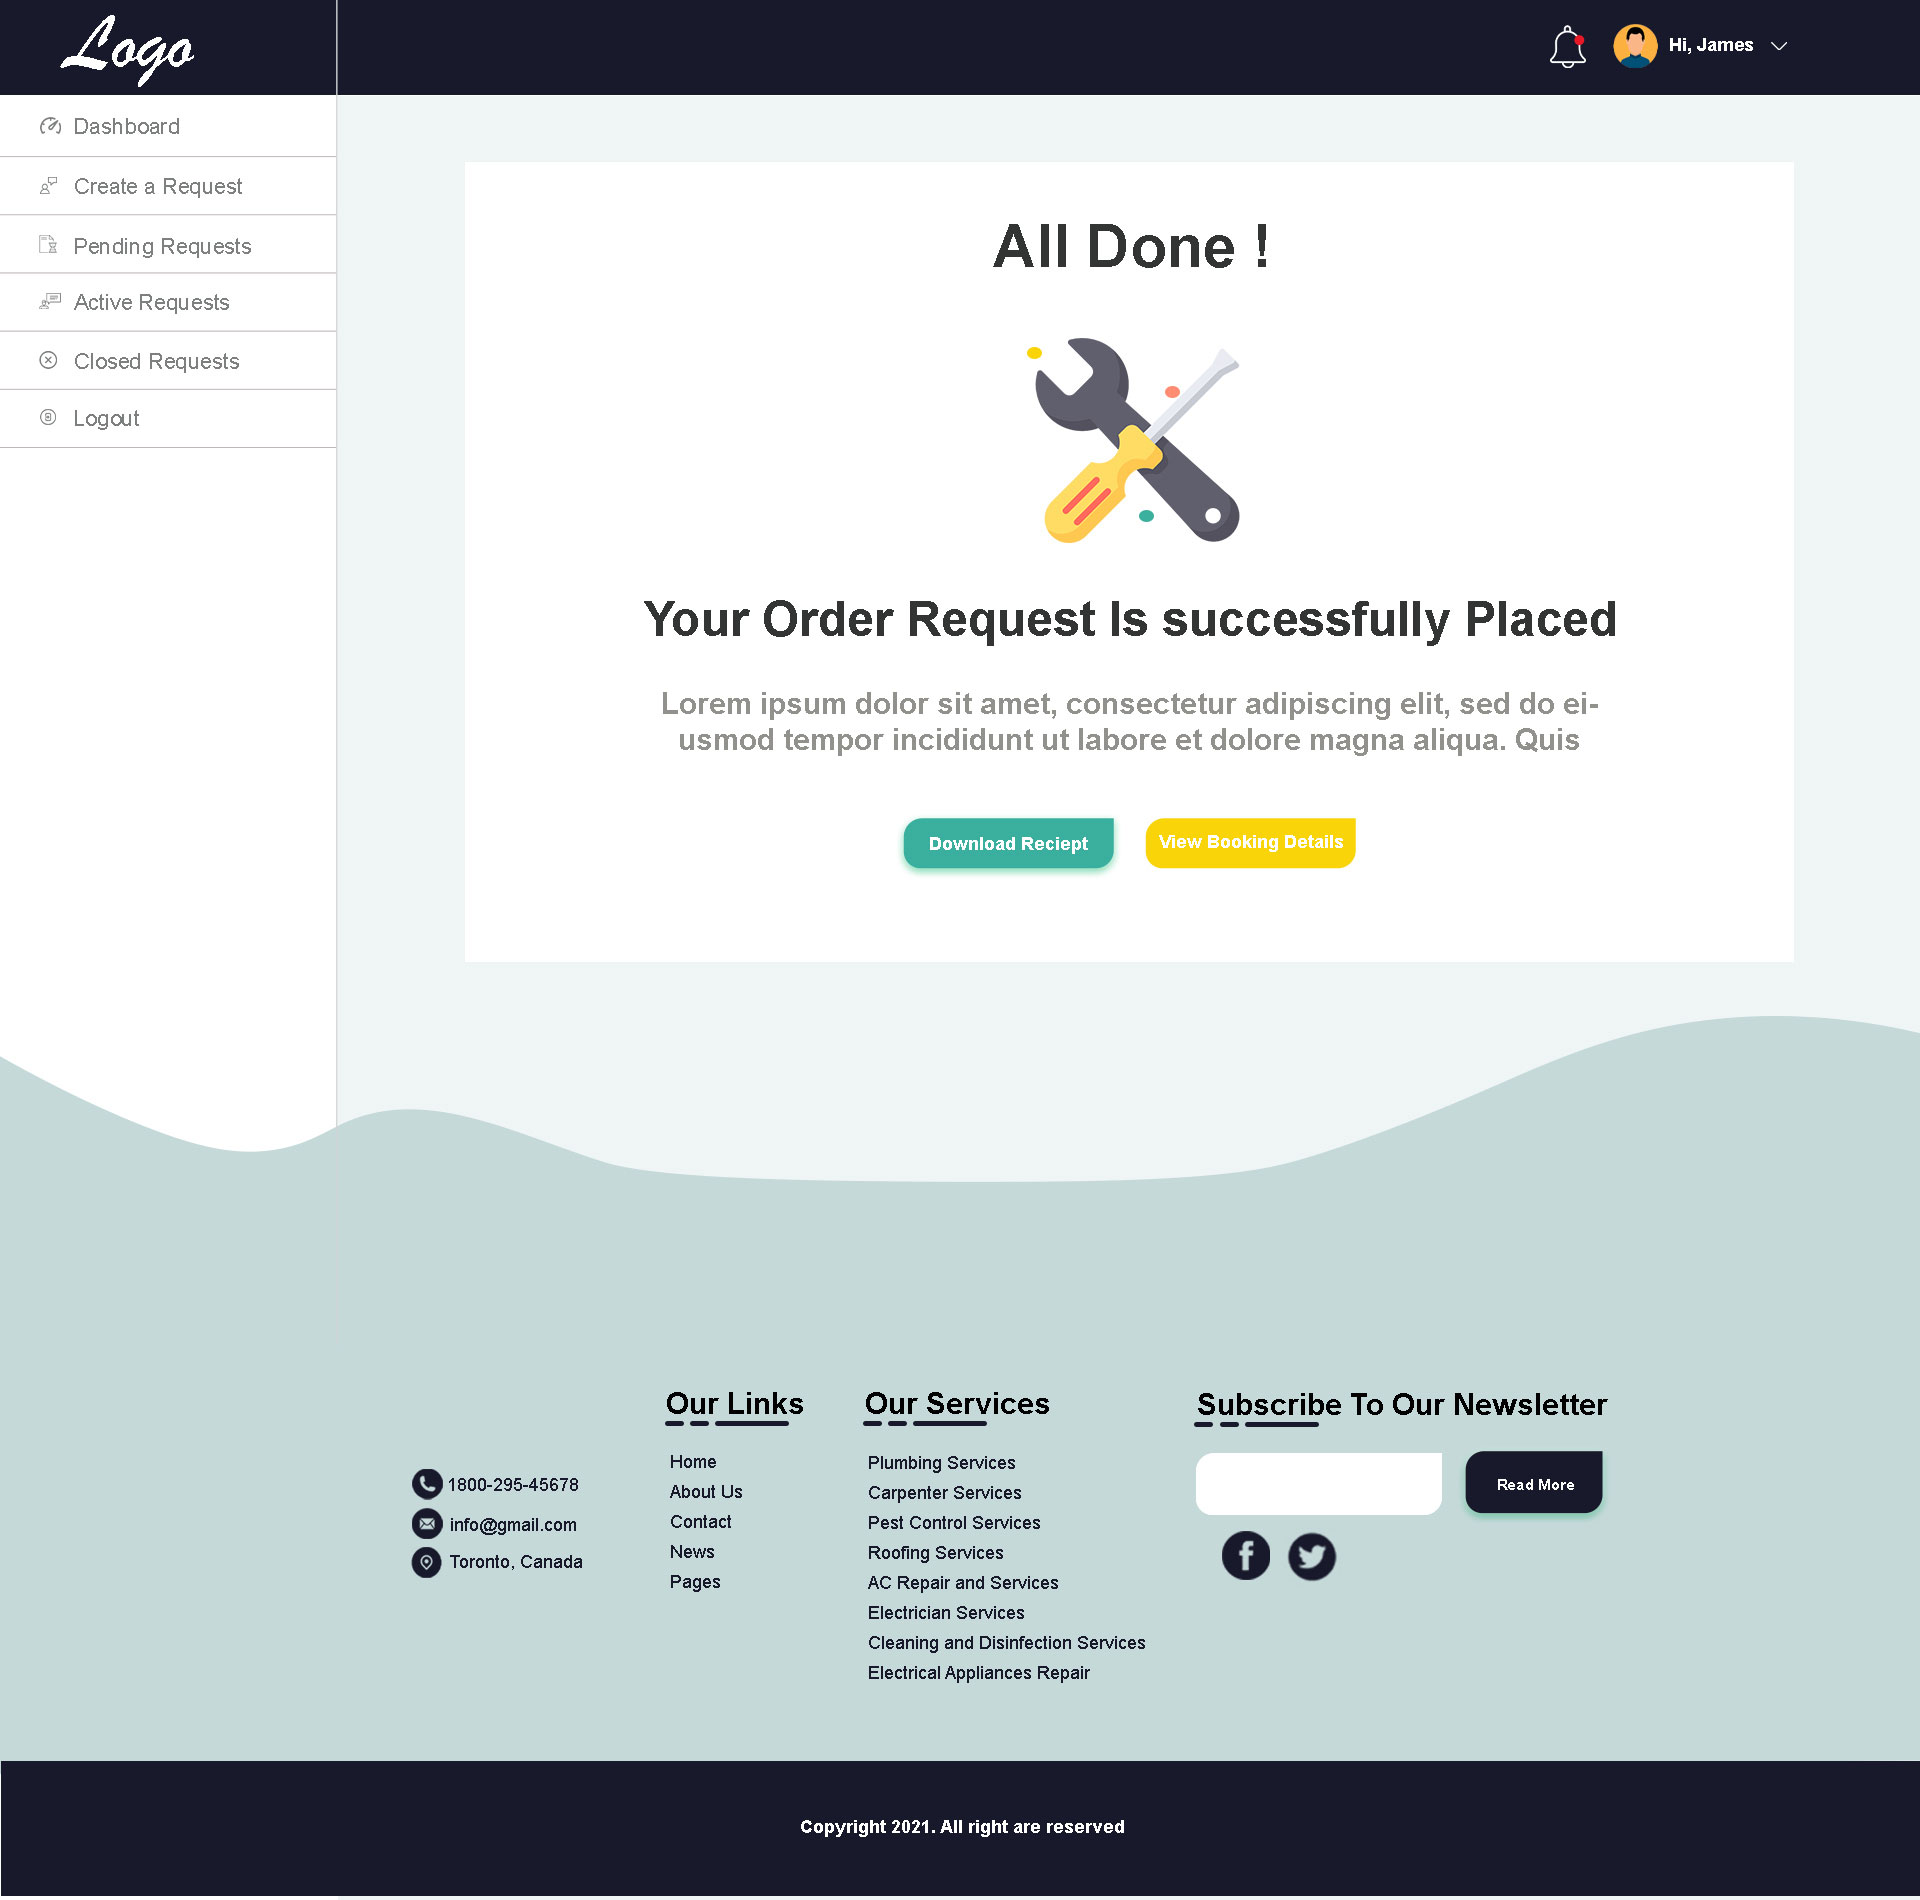 Logo
Hi, James
Dashboard
Create a Request
Pending Requests
Active Requests
Closed Requests
Logout
All Done !
Your Order Request Is successfully Placed
Lorem ipsum dolor sit amet, consectetur adipiscing elit, sed do ei-
usmod tempor incididunt ut labore et dolore magna aliqua. Quis
Download Reciept
View Booking Details
1800-295-45678
info@gmail.com
Toronto, Canada
Our Links
Home
About Us
Contact
News
Pages
Our Services
Plumbing Services
Carpenter Services
Pest Control Services
Roofing Services
AC Repair and Services
Electrician Services
Cleaning and Disinfection Services
Electrical Appliances Repair
Subscribe To Our Newsletter
Read More
Copyright 2021. All right are reserved